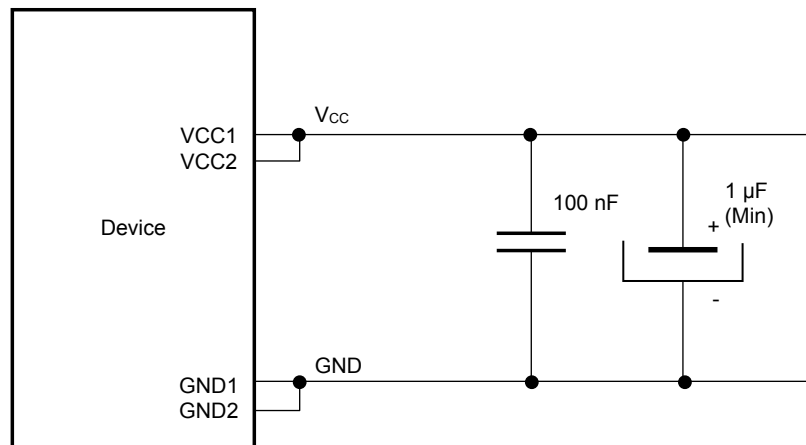 VCC
VCC1
VCC2
100 nF
1 µF
(Min)
+
Device
-
GND
GND1
GND2